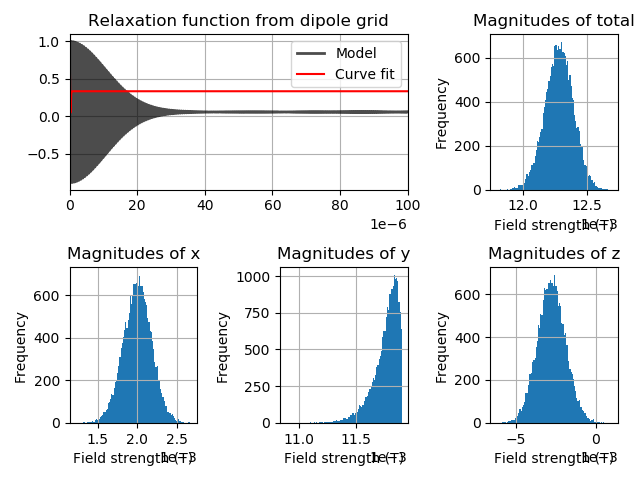 Relaxation function from dipole grid
1.0
0.5
0.0
−0.5
Model
Curve fit
0 20 40 60 80 100
1e−6
Magnitudes of total
Frequency
600
400
200
0
12.0 12.5
Field strength (T)
1e−3
Magnitudes of x
Frequency
600
400
200
0
1.5 2.0 2.5
Field strength (T)
1e−3
Magnitudes of y
Frequency
1000
750
500
250
0
11.0 11.5
Field strength (T)
1e−3
Magnitudes of z
Frequency
600
400
200
0
−5 0
Field strength (T)
1e−3